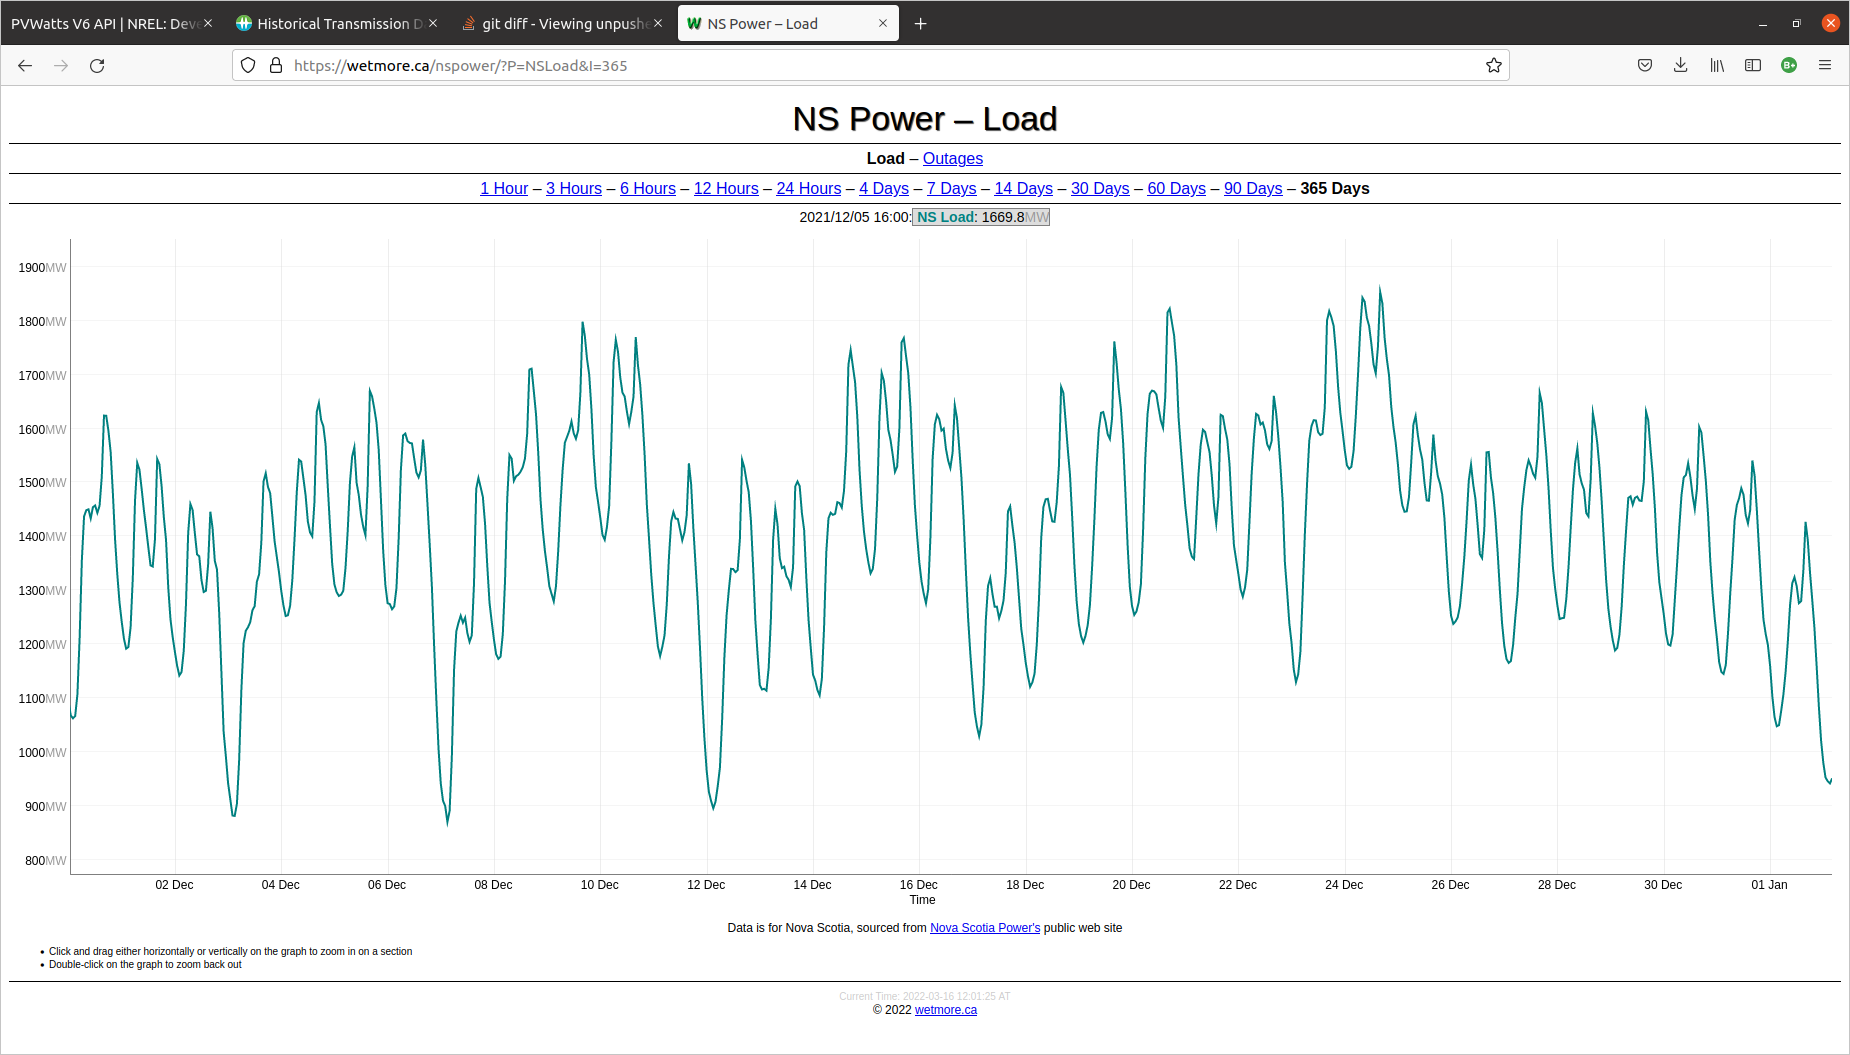 PVWatts V6 API | NREL: Deve
Historical Transmission D
git diff - Viewing unpushe
NS Power – Load
https://wetmore.ca/nspower/?P=NSLoad&I=365
B+
NS Power – Load
Load – Outages
1 Hour – 3 Hours – 6 Hours – 12 Hours – 24 Hours – 4 Days – 7 Days – 14 Days – 30 Days – 60 Days – 90 Days – 365 Days
2021/12/05 16:00: NS Load: 1669.8MW
1900MW
1800MW
1700MW
1600MW
1500MW
1400MW
1300MW
1200MW
1100MW
1000MW
900MW
800MW
02 Dec 04 Dec 06 Dec 08 Dec 10 Dec 12 Dec 14 Dec 16 Dec 18 Dec 20 Dec 22 Dec 24 Dec 26 Dec 28 Dec 30 Dec 01 Jan
Time
Data is for Nova Scotia, sourced from Nova Scotia Power's public web site
• Click and drag either horizontally or vertically on the graph to zoom in on a section
• Double-click on the graph to zoom back out
Current Time: 2022-03-16 12:01:25 AT
© 2022 wetmore.ca